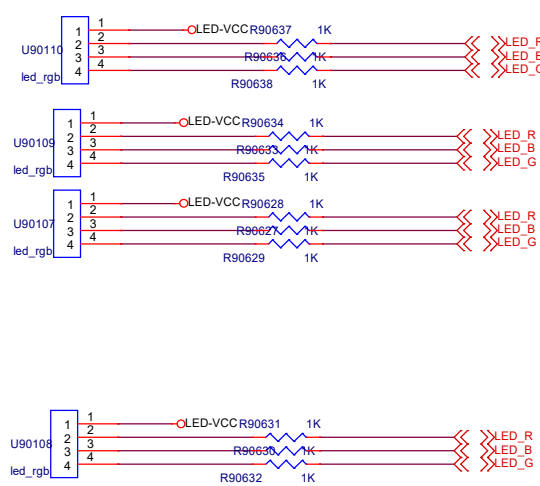 1 1 LED-VCC R90637 1K
U90110 2 2 LED_R
3 3 R90636 1K LED_B
led_rgb 4 4 LED_G
R90638 1K
1 1 LED-VCC R90634 1K
U90109 2 2 LED_R
3 3 R90633 1K LED_B
led_rgb 4 4 LED_G
R90635 1K
1 1 LED-VCC R90628 1K
U90107 2 2 LED_R
3 3 R90627 1K LED_B
led_rgb 4 4 LED_G
R90629 1K
1 1 LED-VCC R90631 1K
U90108 2 2 LED_R
3 3 R90630 1K LED_B
led_rgb 4 4 LED_G
R90632 1K